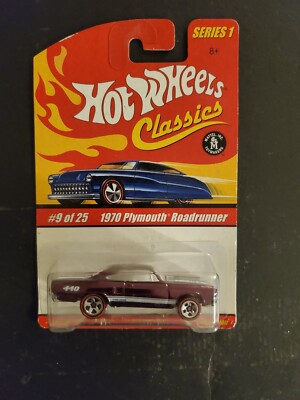 SERIES 1
8+
HOT WHEELS
Classics
#9 of 25 1970 Plymouth Roadrunner
440